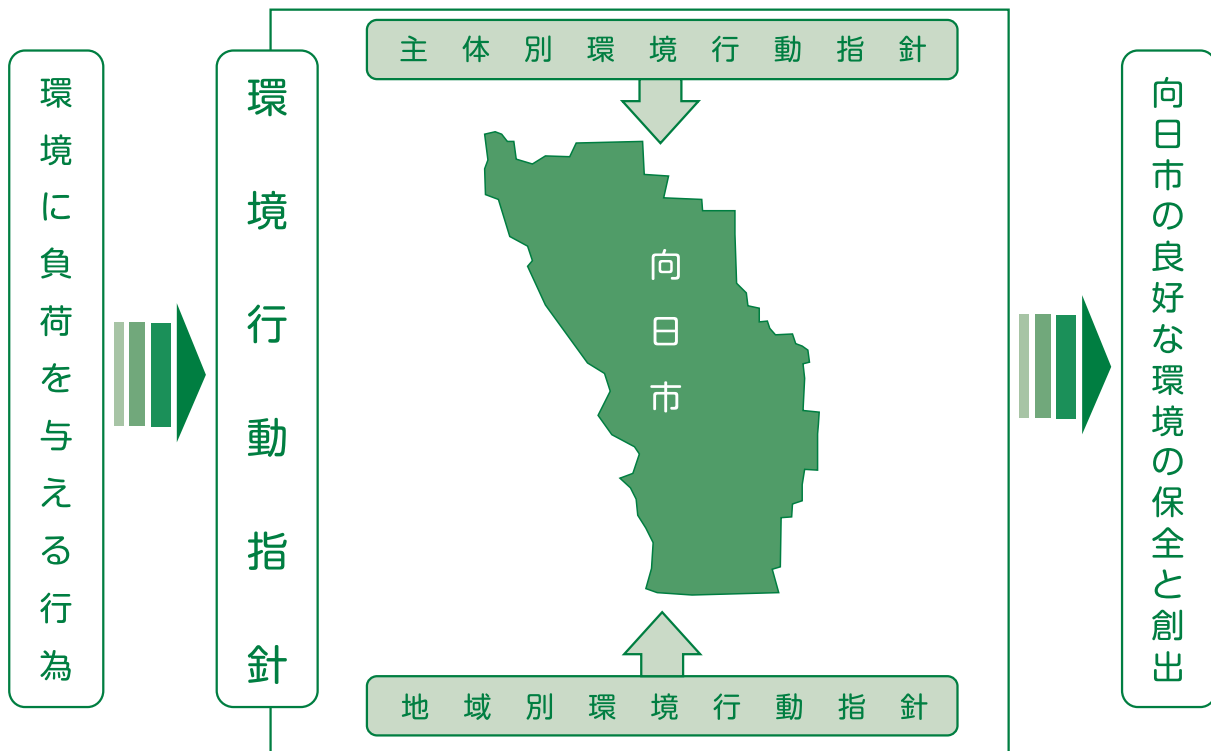 環境に負荷を与える行為
環境行動指針
主体別環境行動指針
向日市
地域別環境行動指針
向日市の良好な環境の保全と創出